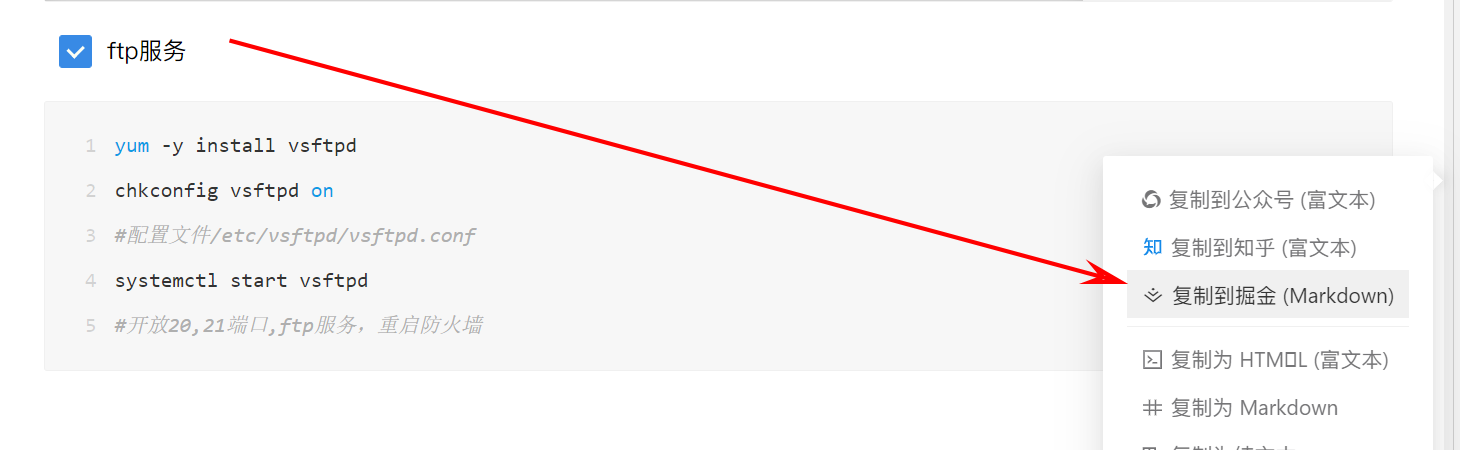 ftp服务
1 yum -y install vsftpd
2 chkconfig vsftpd on
3 #配置文件/etc/vsftpd/vsftpd.conf
4 systemctl start vsftpd
5 #开放20,21端口,ftp服务，重启防火墙
复制到公众号 (富文本)
知 复制到知乎 (富文本)
复制到掘金 (Markdown)
复制为 HTM▯L (富文本)
复制为 Markdown